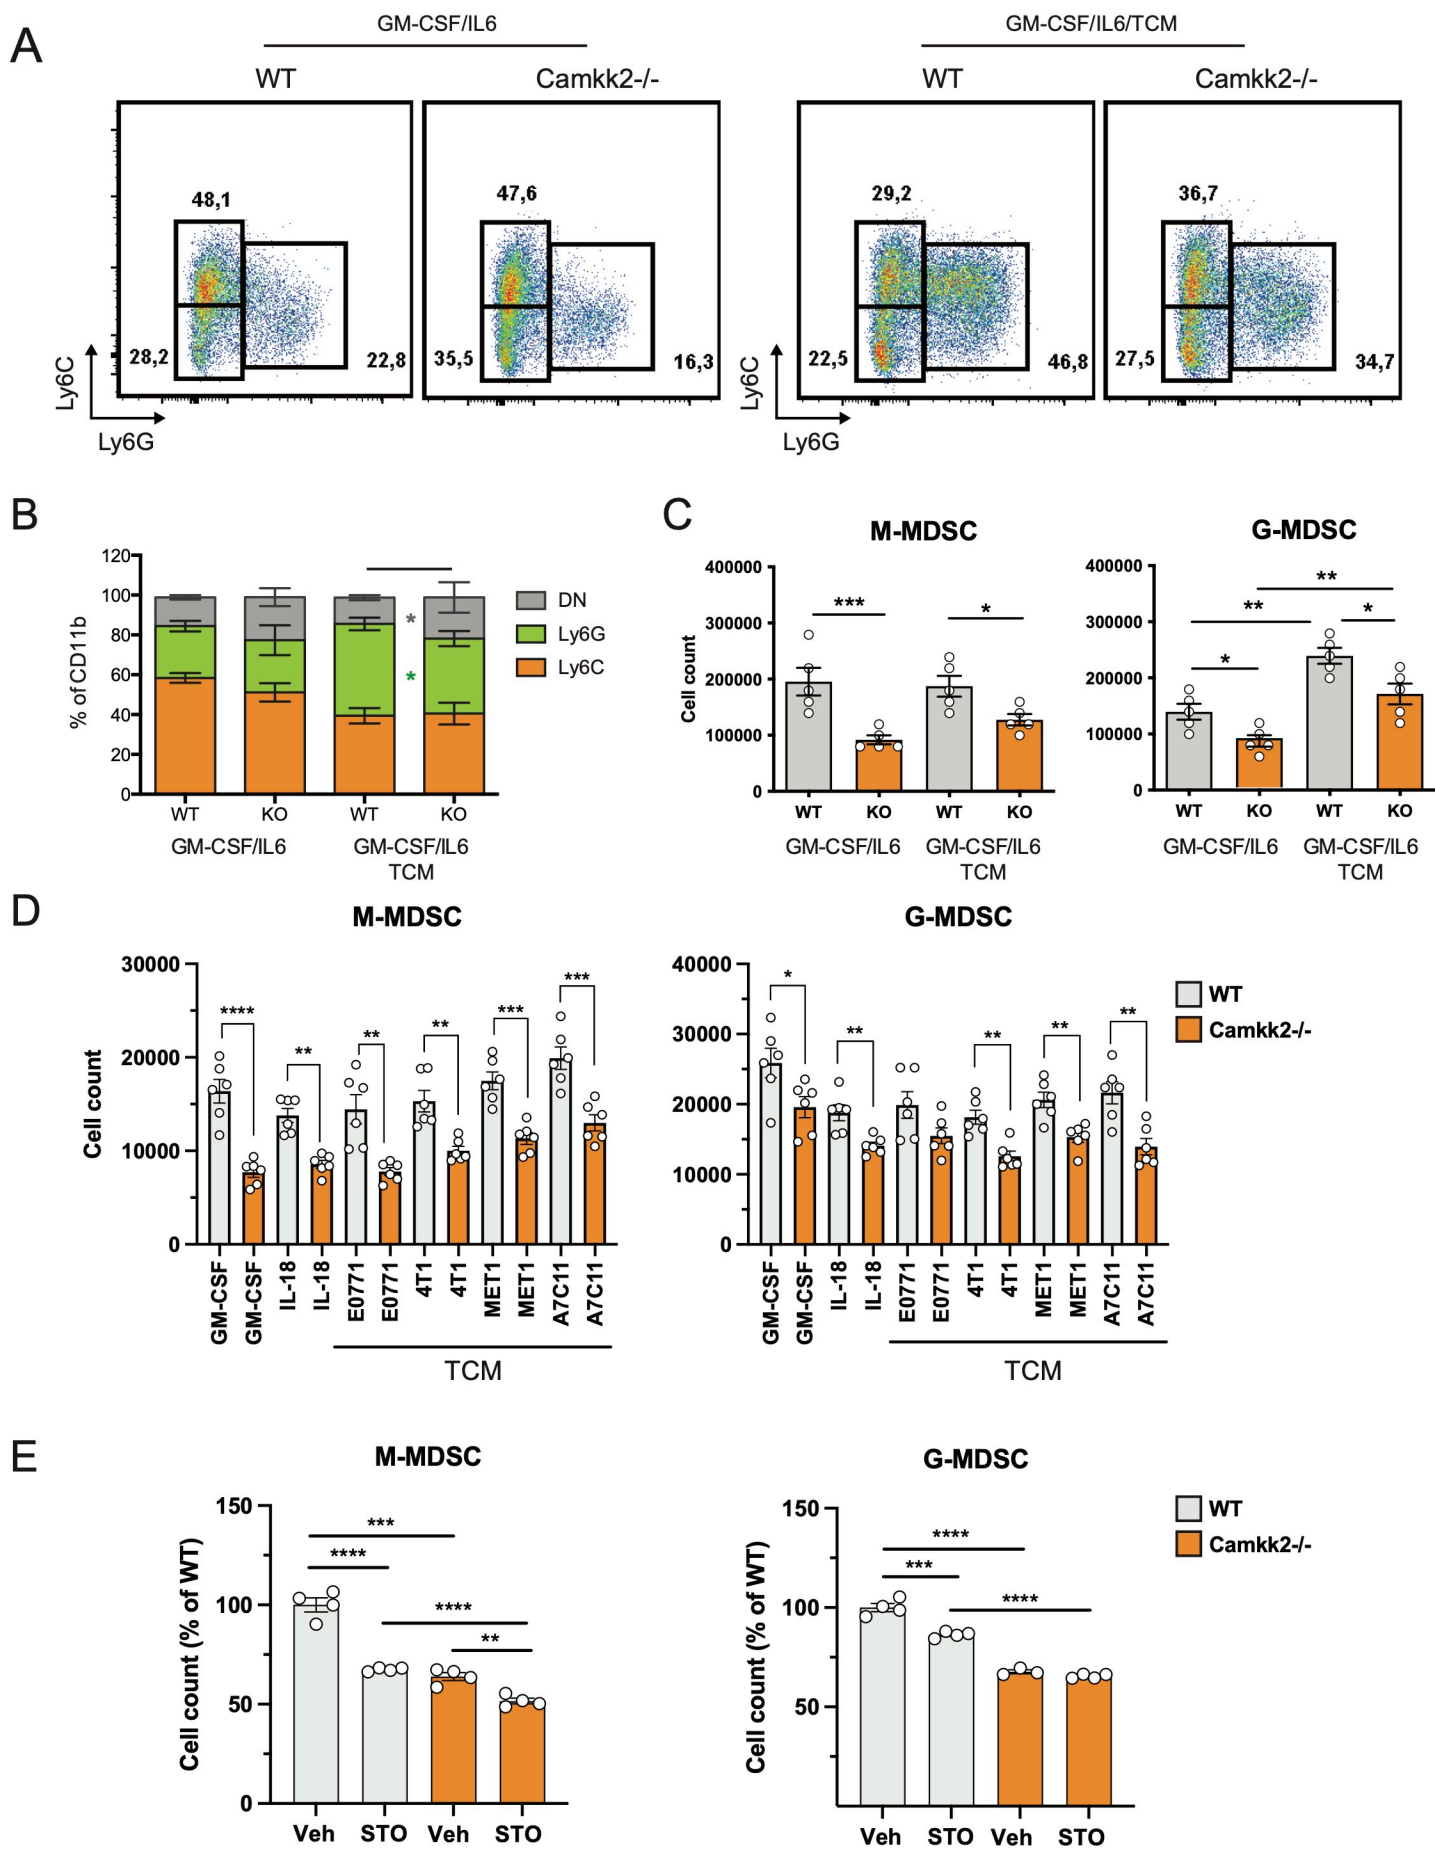 A
GM-CSF/IL6
GM-CSF/IL6/TCM
WT
Camkk2-/-
WT
Camkk2-/-
48,1
28,2
22,8
47,6
35,5
16,3
29,2
22,5
46,8
36,7
27,5
34,7
Ly6C
Ly6G
Ly6C
Ly6G
B
% of CD11b
120
100
80
60
40
20
0
*
*
WT
KO
WT
KO
GM-CSF/IL6
GM-CSF/IL6
TCM
DN
Ly6G
Ly6C
C
M-MDSC
Cell count
400000
300000
200000
100000
0
***
*
WT
KO
WT
KO
GM-CSF/IL6
GM-CSF/IL6
TCM
G-MDSC
400000
300000
200000
100000
0
**
**
*
*
WT
KO
WT
KO
GM-CSF/IL6
GM-CSF/IL6
TCM
D
M-MDSC
Cell count
30000
20000
10000
0
****
**
**
**
***
***
GM-CSF
GM-CSF
IL-18
IL-18
E0771
E0771
4T1
4T1
MET1
MET1
A7C11
A7C11
TCM
G-MDSC
40000
30000
20000
10000
0
*
**
**
**
**
GM-CSF
GM-CSF
IL-18
IL-18
E0771
E0771
4T1
4T1
MET1
MET1
A7C11
A7C11
TCM
WT
Camkk2-/-
E
M-MDSC
Cell count (% of WT)
150
100
50
0
***
****
****
**
Veh
STO
Veh
STO
G-MDSC
Cell count (% of WT)
150
100
50
****
***
****
Veh
STO
Veh
STO
WT
Camkk2-/-